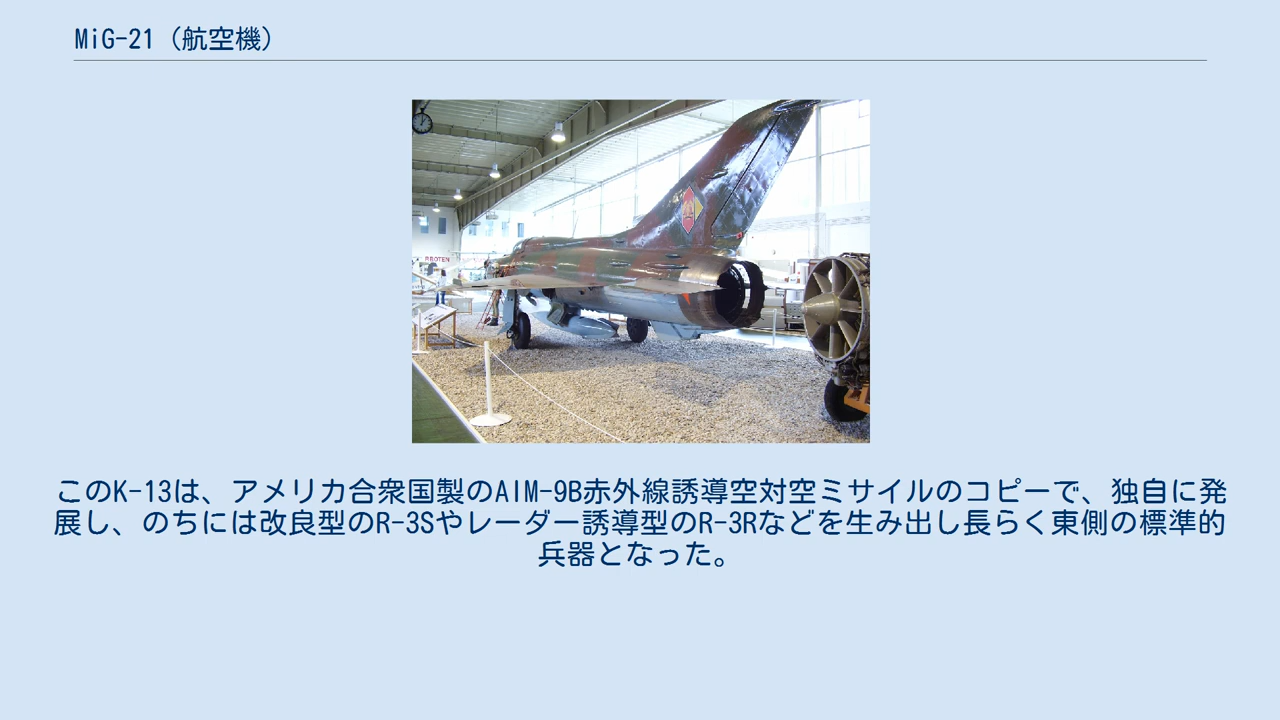 MiG-21（航空機）
このK-13は、アメリカ合衆国製のAIM-9B赤外線誘導空対空ミサイルのコピーで、独自に発
展し、のちには改良型のR-3Sやレーダー誘導型のR-3Rなどを生み出し長らく東側の標準的
兵器となった。